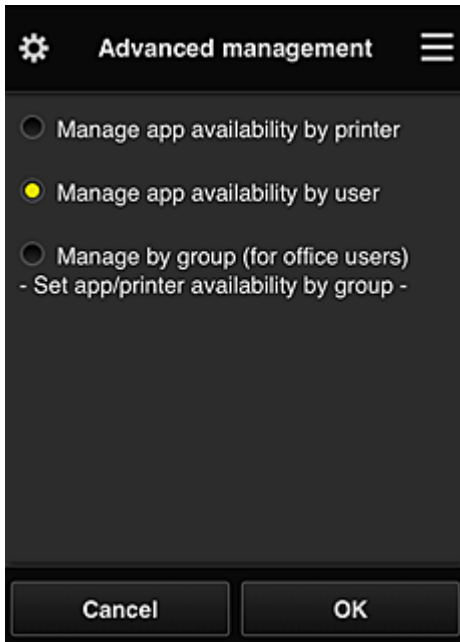 Advanced management
Manage app availability by printer
Manage app availability by user
Manage by group (for office users)
- Set app/printer availability by group -
Cancel
OK